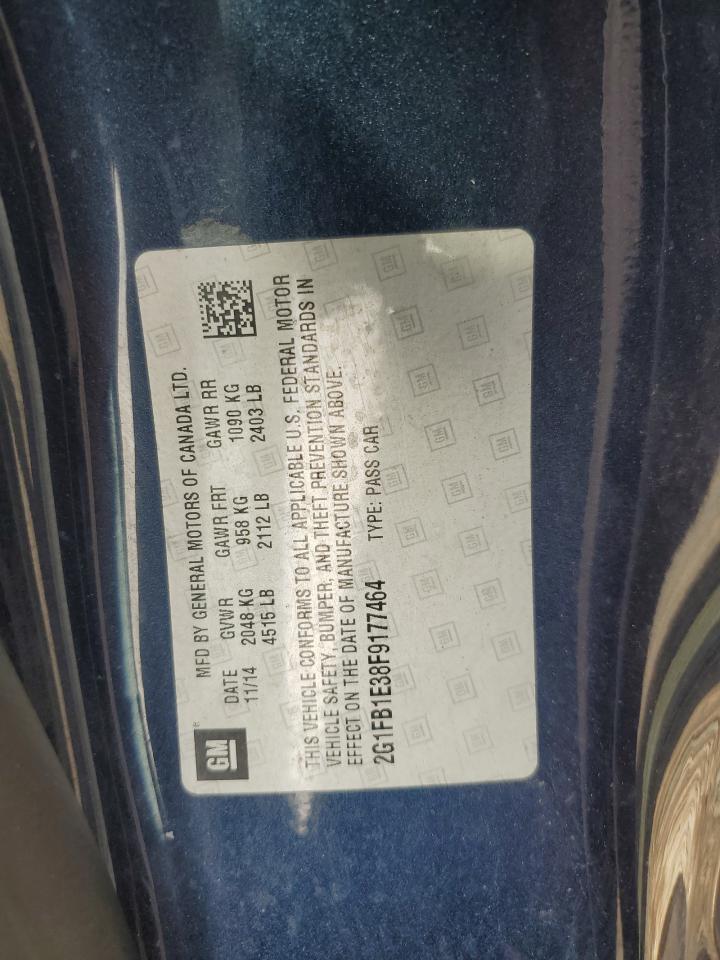 GM®
MFD BY GENERAL MOTORS OF CANADA LTD.
DATE GVWR GAWR FRT GAWR RR
11/14 2048 KG 958 KG 1090 KG
4515 LB 2112 LB 2403 LB
THIS VEHICLE CONFORMS TO ALL APPLICABLE U.S. FEDERAL MOTOR
VEHICLE SAFETY, BUMPER, AND THEFT PREVENTION STANDARDS IN
EFFECT ON THE DATE OF MANUFACTURE SHOWN ABOVE.
2G1FB1E38F9177464 TYPE: PASS CAR